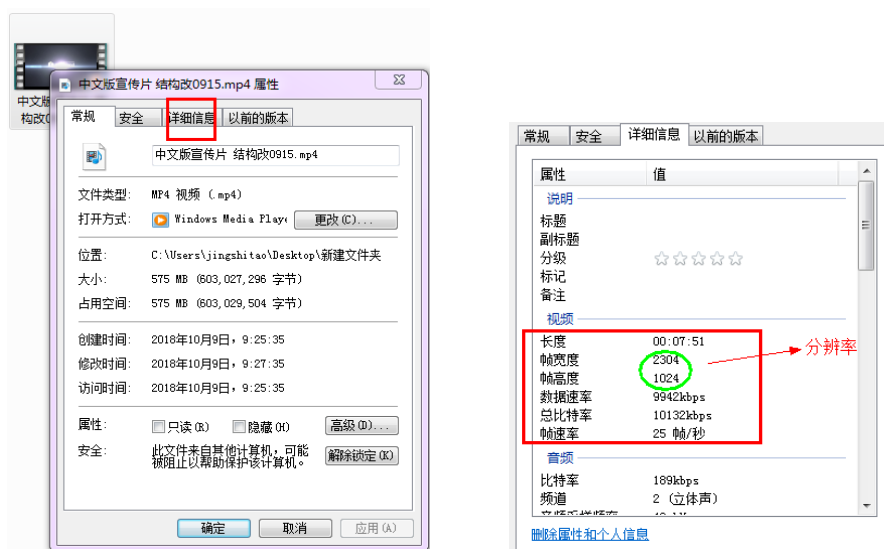 中文版宣传片 结构改0915.mp4 属性
中文版
构改0
常规 安全 详细信息 以前的版本
中文版宣传片 结构改0915.mp4
文件类型: MP4 视频 (.mp4)
打开方式: Windows Media Play 更改(C)...
位置: C:\Users\jingshitao\Desktop\新建文件夹
大小: 575 MB (603,027,296 字节)
占用空间: 575 MB (603,029,504 字节)
创建时间: 2018年10月9日, 9:25:35
修改时间: 2018年10月9日, 9:27:35
访问时间: 2018年10月9日, 9:25:35
属性: 只读(R) 隐藏(H) 高级(D)...
安全: 此文件来自其他计算机，可能
被阻止以帮助保护该计算机。 解除锁定(K)
确定 取消 应用(A)
常规 安全 详细信息 以前的版本
属性 值
说明
标题
副标题
分级
标记
备注
视频
长度 00:07:51
帧宽度 2304
分辨率
帧高度 1024
数据速率 9942kbps
总比特率 10132kbps
帧速率 25 帧/秒
音频
比特率 189kbps
频道 2 (立体声)
删除属性和个人信息